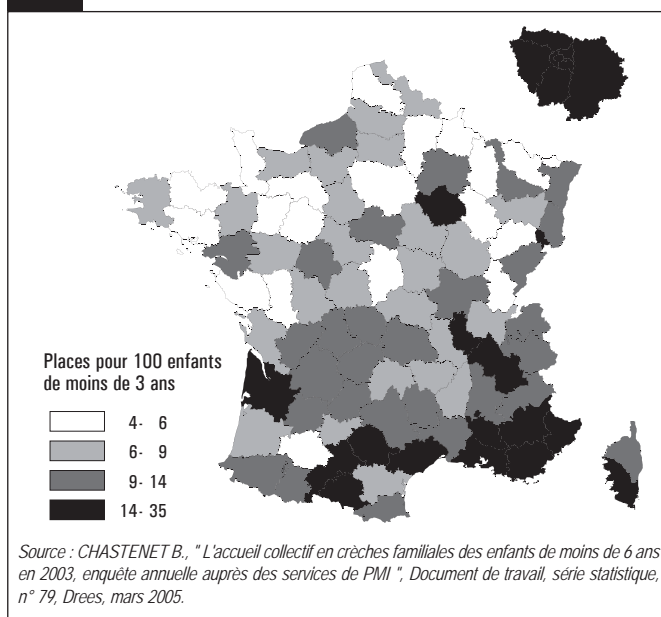 Places pour 100 enfants
de moins de 3 ans
4- 6
6- 9
9- 14
14- 35
Source : CHASTENET B., " L'accueil collectif en crèches familiales des enfants de moins de 6 ans
en 2003, enquête annuelle auprès des services de PMI ", Document de travail, série statistique,
n° 79, Drees, mars 2005.